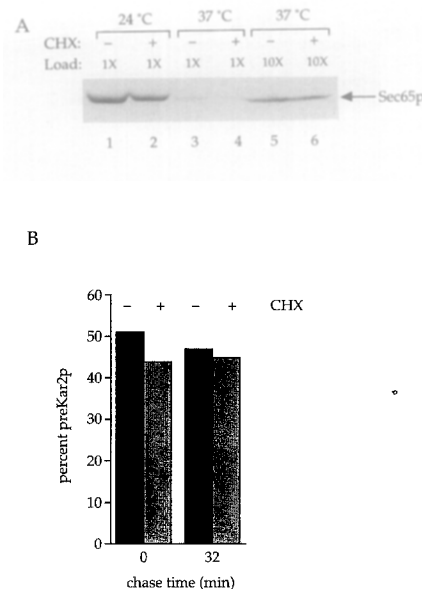 A
24 °C 37 °C 37 °C
CHX: – + – + – +
Load: 1X 1X 1X 1X 10X 10X
Sec65p
1 2 3 4 5 6
B
– + – + CHX
60
50
40
30
20
10
0
percent preKar2p
0 32
chase time (min)